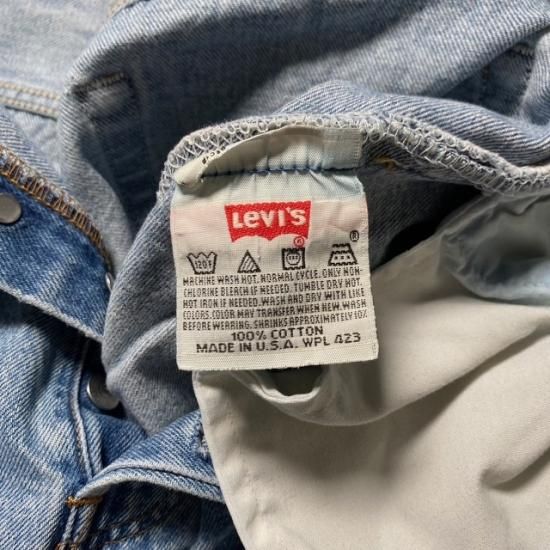 LEVI'S
®
®
120F
MACHINE WASH HOT. NORMAL CYCLE. ONLY NON-
CHLORINE BLEACH IF NEEDED. TUMBLE DRY HOT.
HOT IRON IF NEEDED. WASH AND DRY WITH LIKE
COLORS. COLOR MAY TRANSFER WHEN NEW. WASH
BEFORE WEARING. SHRINKS APPROXIMATELY 10%
100% COTTON
MADE IN U.S.A. WPL 423